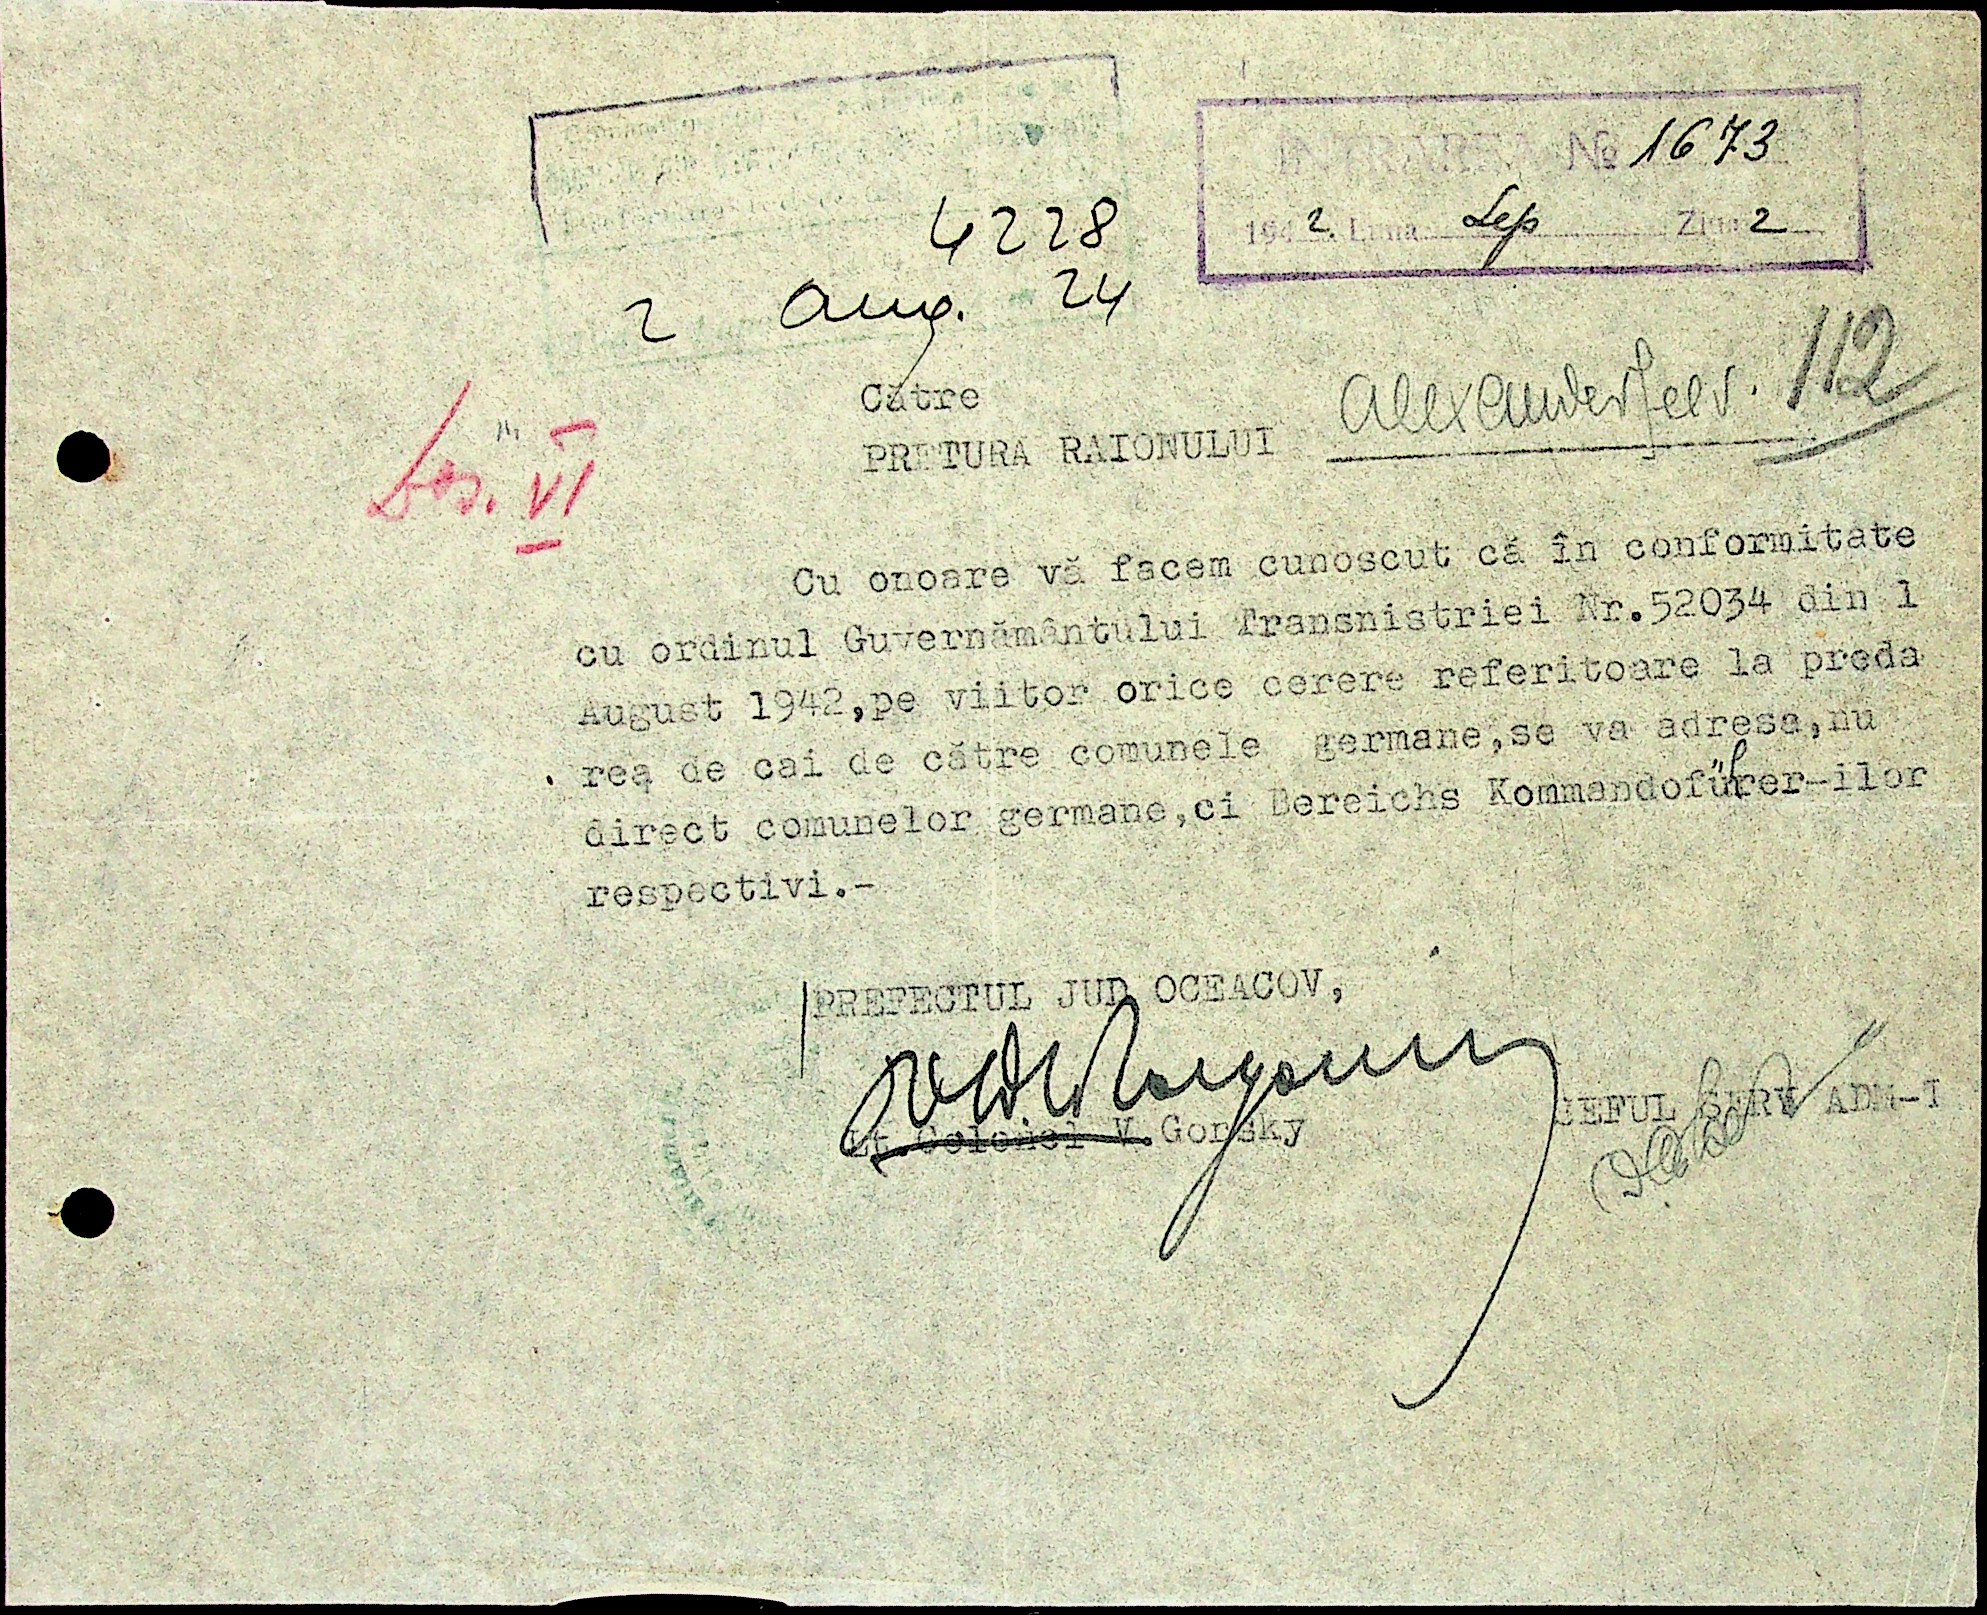 INTRAREA № 1673
1942 Luna Sep Ziua 2
4228
2 aug. 24
Către
PRETURA RAIONULUI Alexanderfeld. 112
Dos. VI
Cu onoare vă facem cunoscut că în conformitate
cu ordinul Guvernământului Transnistriei Nr.52034 din 1
August 1942,pe viitor orice cerere referitoare la preda
rea de cai de către comunele germane,se va adresa,nu
direct comunelor germane,ci Bereichs Kommandoführer-ilor
respectivi.-
PREFECTUL JUD OCEACOV,
Lt.Colonel V. Gorsky
ŞEFUL SERV ADM-T